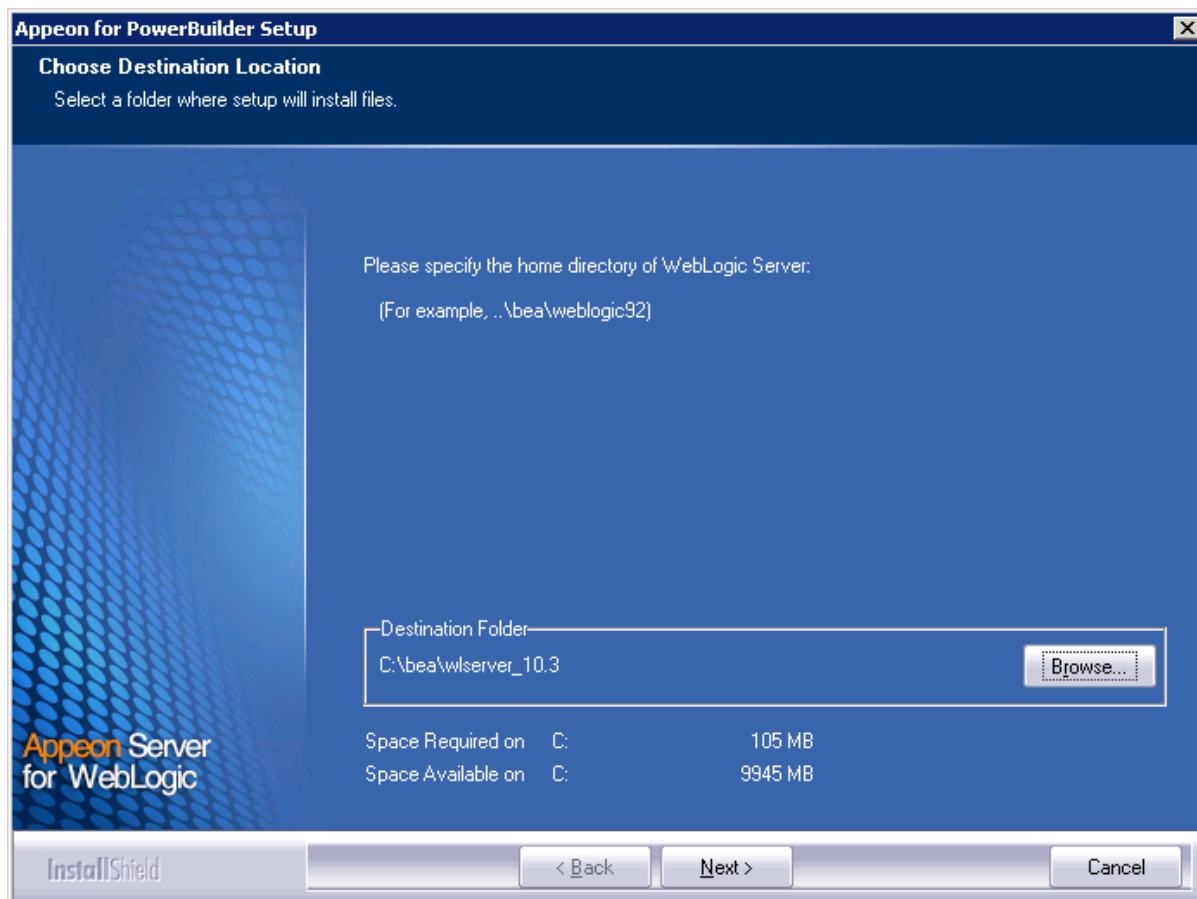 Appeon for PowerBuilder Setup
Choose Destination Location
Select a folder where setup will install files.
Please specify the home directory of WebLogic Server:
(For example, ..\bea\weblogic92)
Destination Folder
C:\bea\wlserver_10.3
Browse...
Space Required on C: 105 MB
Space Available on C: 9945 MB
Appeon Server
for WebLogic
InstallShield
< Back
Next >
Cancel